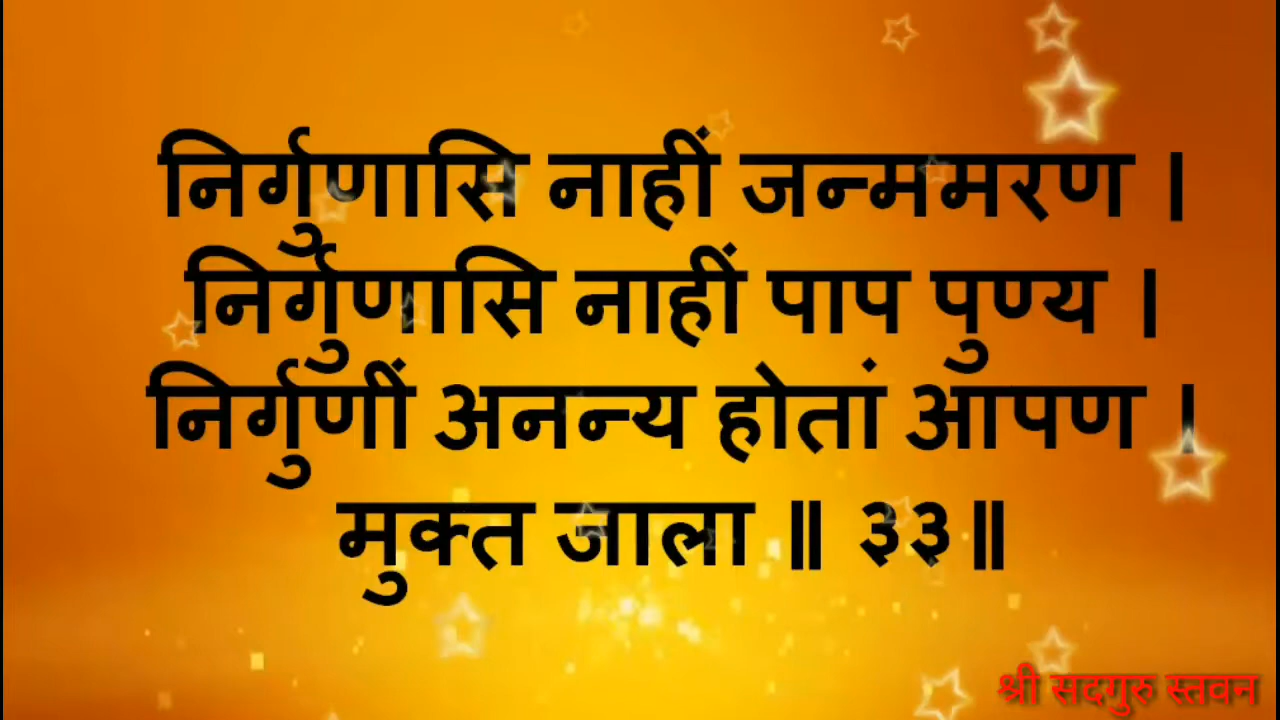 निर्गुणासि नाहीं जन्ममरण ।
निर्गुणासि नाहीं पाप पुण्य ।
निर्गुणीं अनन्य होतां आपण ।
मुक्त जाला ॥ ३३॥
श्री सदगुरु स्तवन